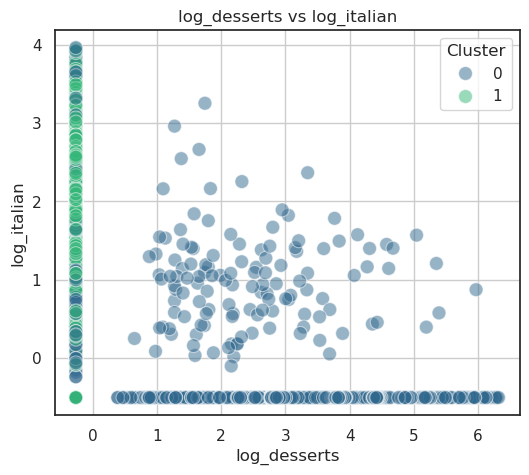 log_desserts vs log_italian
4
3
2
1
0
log_italian
Cluster
0
1
0 1 2 3 4 5 6
log_desserts